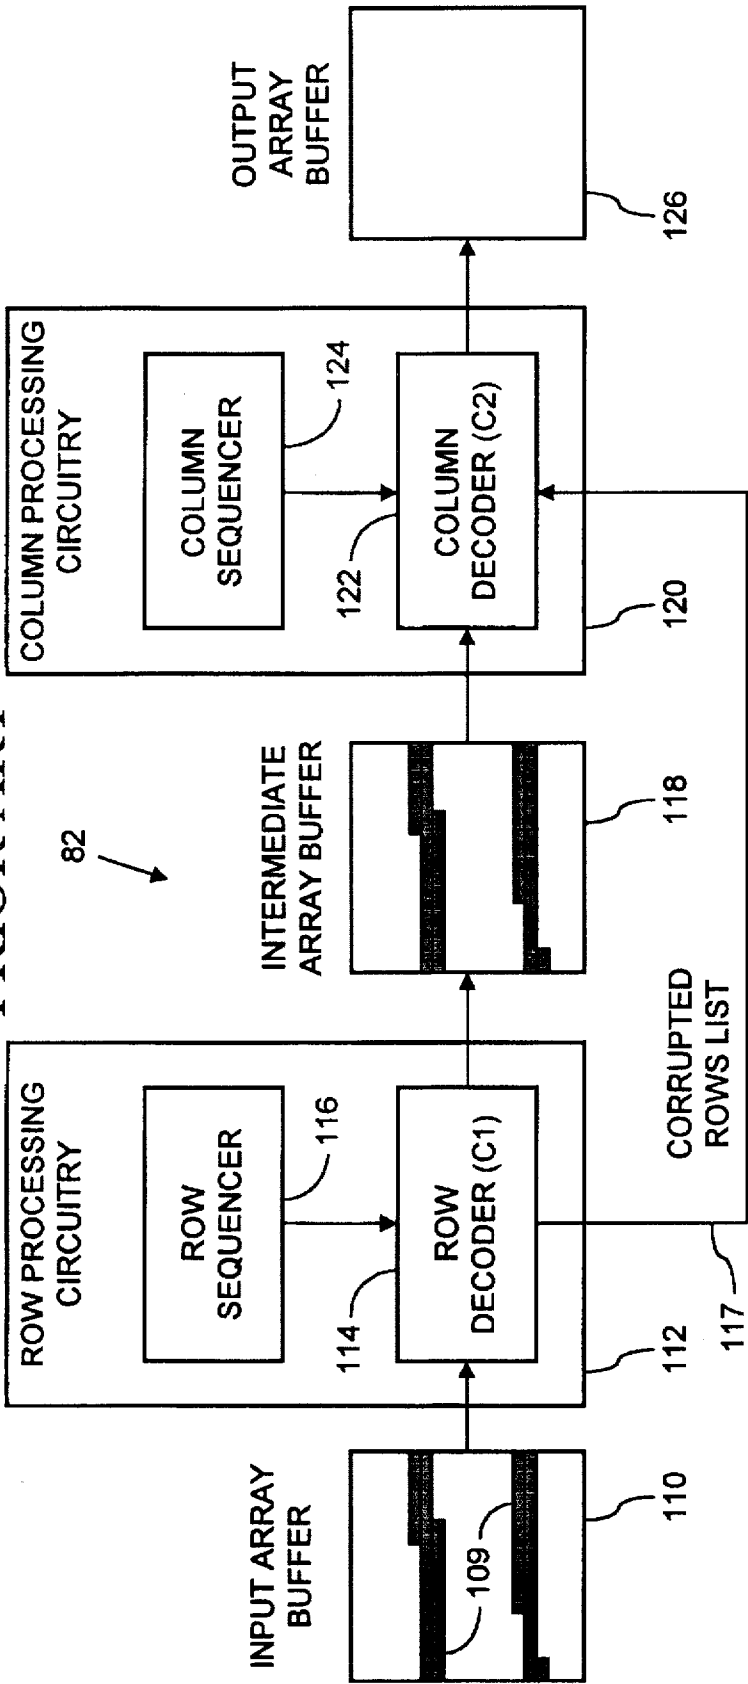 82
INPUT ARRAY
BUFFER
109
110
ROW PROCESSING
CIRCUITRY
ROW
SEQUENCER
116
114
ROW
DECODER (C1)
112
117
CORRUPTED
ROWS LIST
INTERMEDIATE
ARRAY BUFFER
118
COLUMN PROCESSING
CIRCUITRY
COLUMN
SEQUENCER
124
122
COLUMN
DECODER (C2)
120
OUTPUT
ARRAY
BUFFER
126